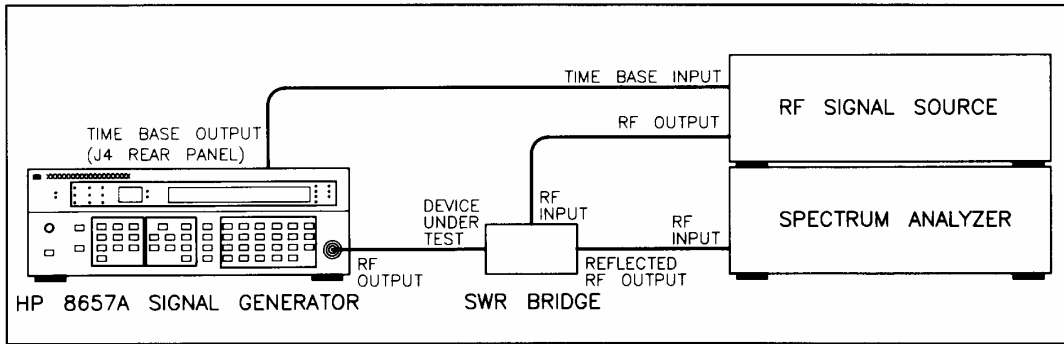 TIME BASE INPUT
RF SIGNAL SOURCE
RF OUTPUT
TIME BASE OUTPUT
(J4 REAR PANEL)
DEVICE
UNDER
TEST
RF
INPUT
RF
INPUT
SPECTRUM ANALYZER
RF
OUTPUT
REFLECTED
RF OUTPUT
HP 8657A SIGNAL GENERATOR
SWR BRIDGE